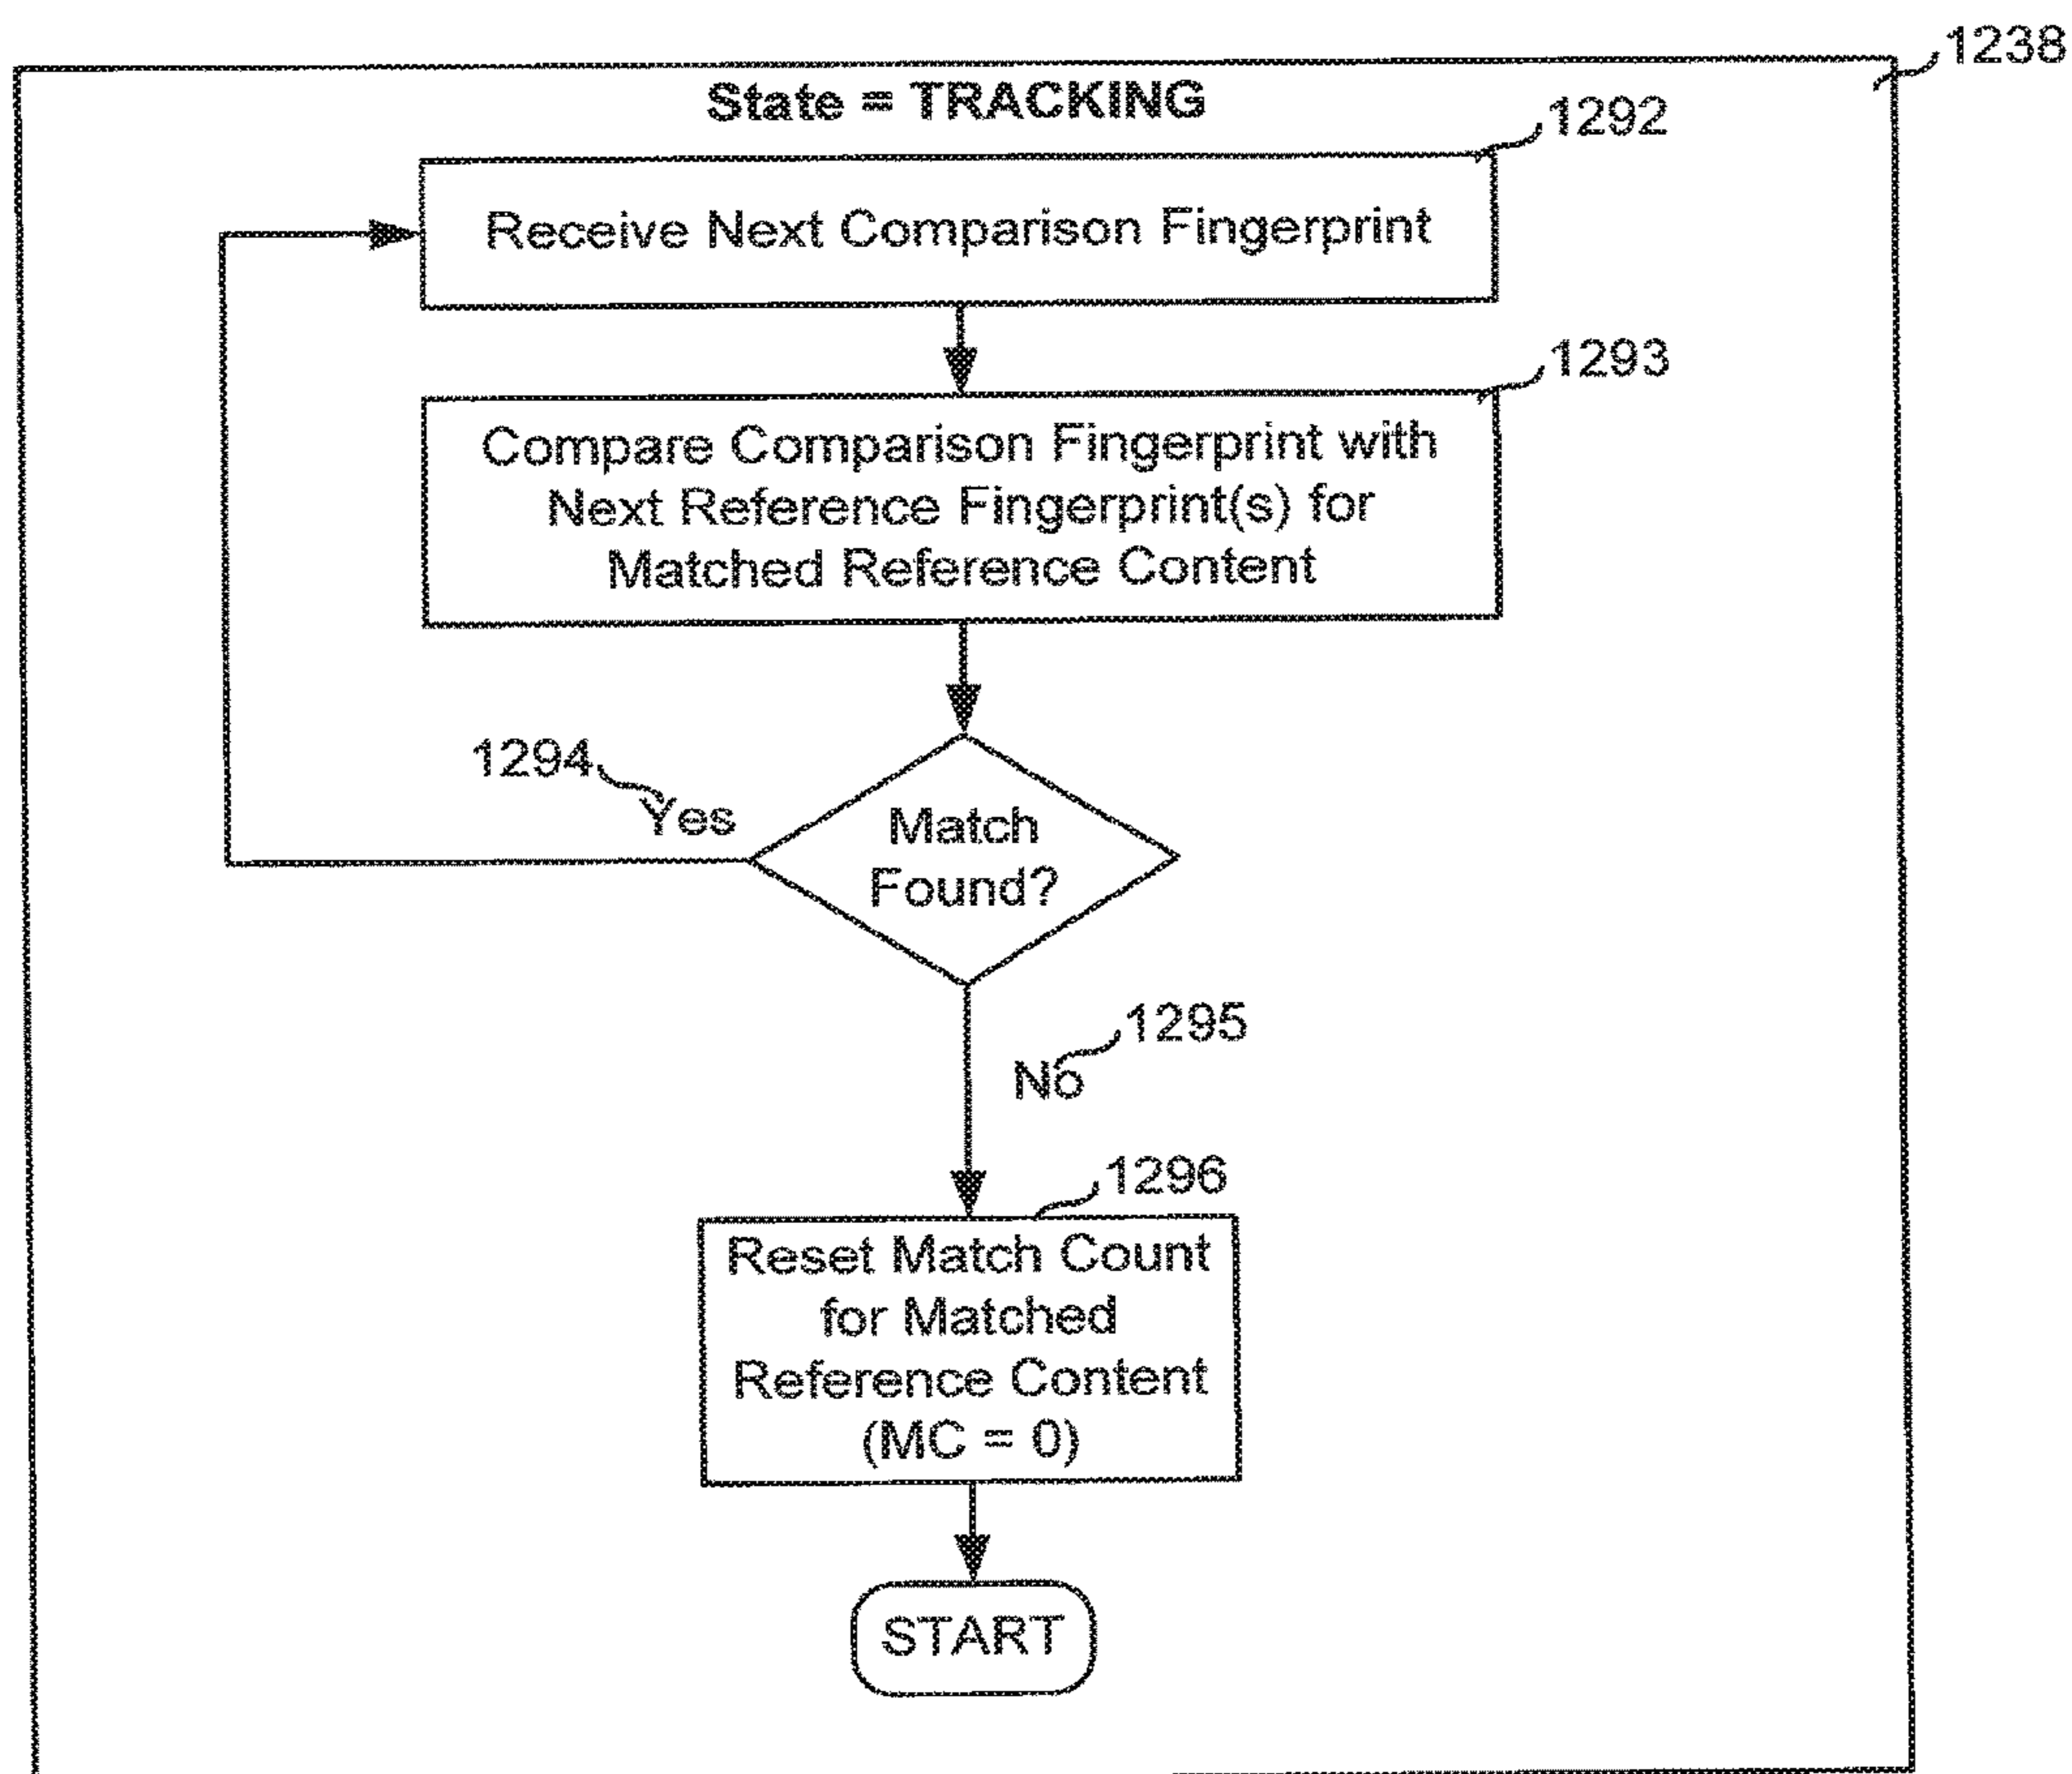 1238
State = TRACKING
1292
Receive Next Comparison Fingerprint
1293
Compare Comparison Fingerprint with
Next Reference Fingerprint(s) for
Matched Reference Content
1294
Yes
Match
Found?
1295
No
1296
Reset Match Count
for Matched
Reference Content
(MC = 0)
START